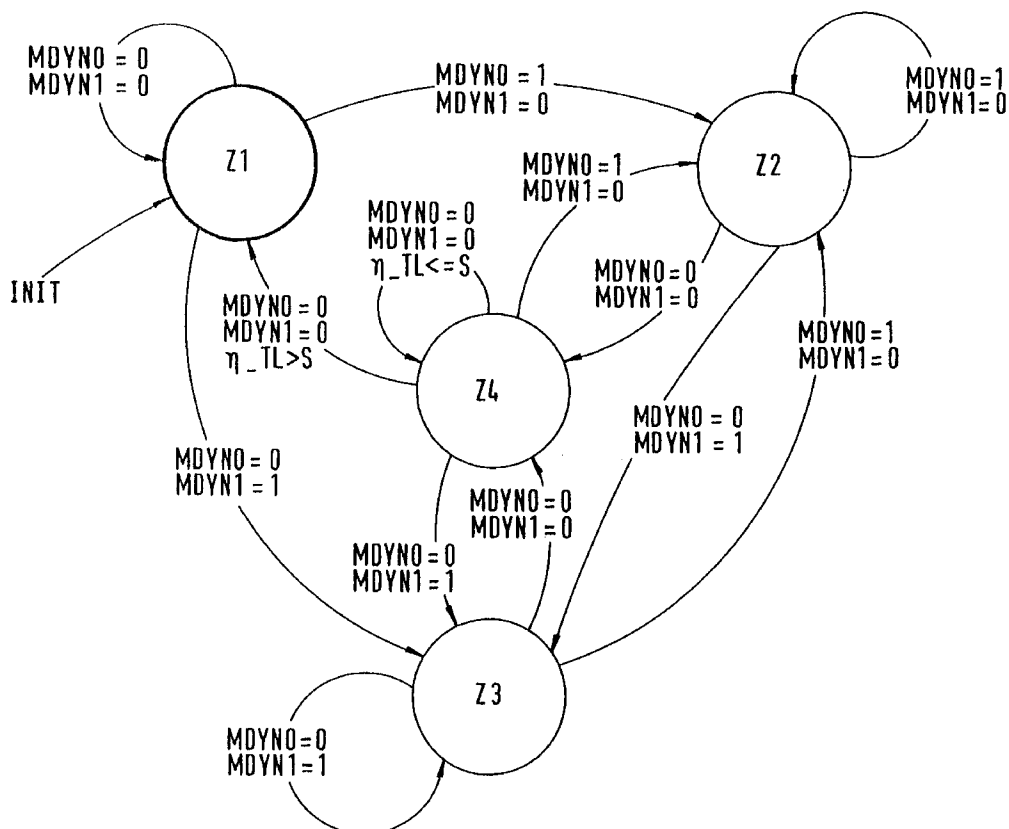 MDYN0 = 0
MDYN1 = 0
MDYN0 = 1
MDYN1 = 0
MDYN0=1
MDYN1=0
Z1
Z2
MDYN0=1
MDYN1=0
MDYN0=0
MDYN1=0
η_TL<=S
INIT
MDYN0=0
MDYN1=0
MDYN0=0
MDYN1=0
η_TL>S
MDYN0=1
MDYN1=0
Z4
MDYN0=0
MDYN1=1
MDYN0=0
MDYN1=1
MDYN0=0
MDYN1=0
MDYN0=0
MDYN1=1
Z3
MDYN0=0
MDYN1=1